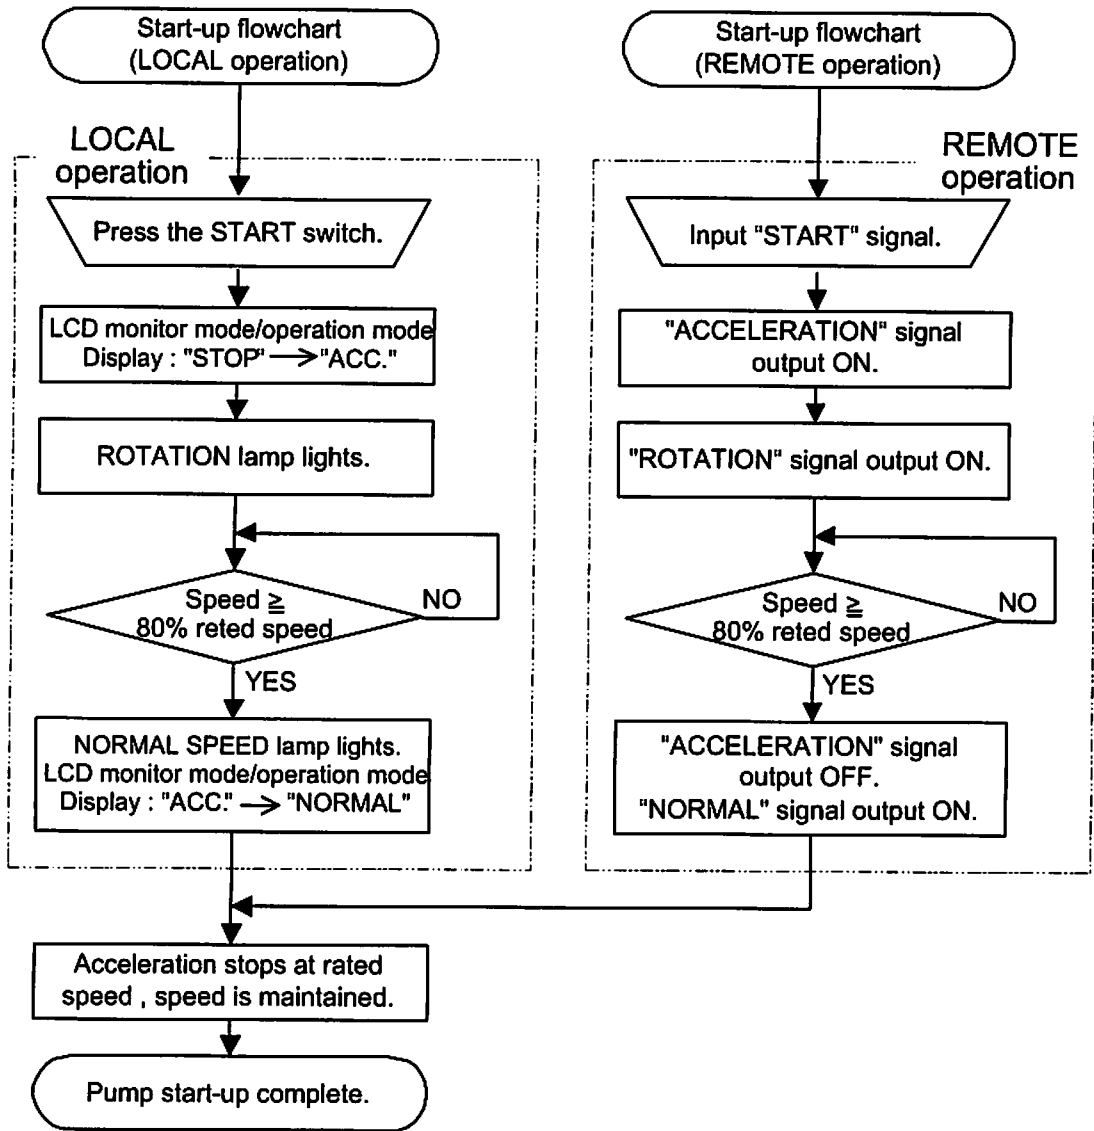 Start-up flowchart
(LOCAL operation)
LOCAL
operation
Press the START switch.
LCD monitor mode/operation mode
Display : "STOP" → "ACC."
ROTATION lamp lights.
Speed ≧
80% reted speed
NO
YES
NORMAL SPEED lamp lights.
LCD monitor mode/operation mode
Display : "ACC." → "NORMAL"
Start-up flowchart
(REMOTE operation)
REMOTE
operation
Input "START" signal.
"ACCELERATION" signal
output ON.
"ROTATION" signal output ON.
Speed ≧
80% reted speed
NO
YES
"ACCELERATION" signal
output OFF.
"NORMAL" signal output ON.
Acceleration stops at rated
speed , speed is maintained.
Pump start-up complete.